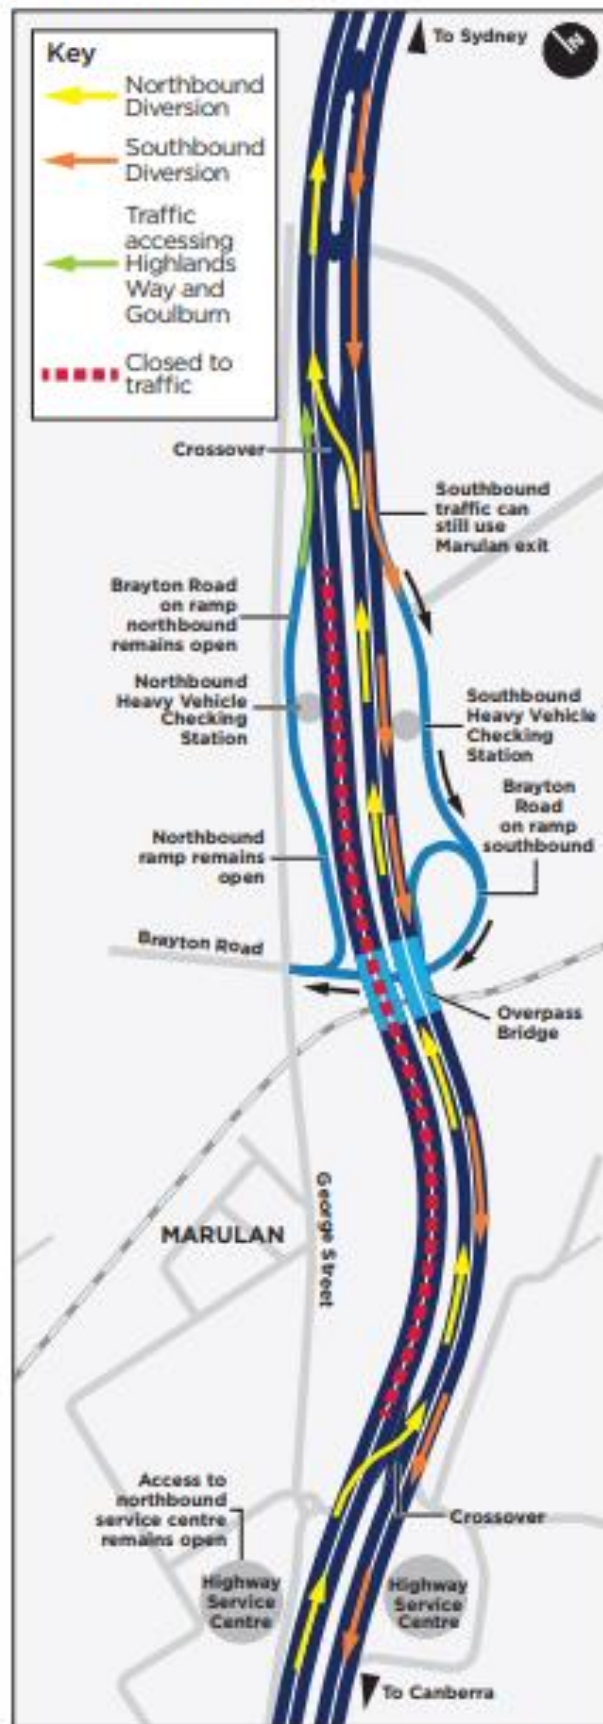 To Sydney
N
Key
Northbound
Diversion
Southbound
Diversion
Traffic
accessing
Highlands
Way and
Goulburn
Closed to
traffic
Crossover
Southbound
traffic can
still use
Marulan exit
Brayton Road
on ramp
northbound
remains open
Northbound
Heavy Vehicle
Checking
Station
Southbound
Heavy Vehicle
Checking
Station
Brayton
Road
on ramp
southbound
Northbound
ramp remains
open
Brayton Road
Overpass
Bridge
George Street
MARULAN
Access to
northbound
service centre
remains open
Crossover
Highway
Service
Centre
Highway
Service
Centre
To Canberra